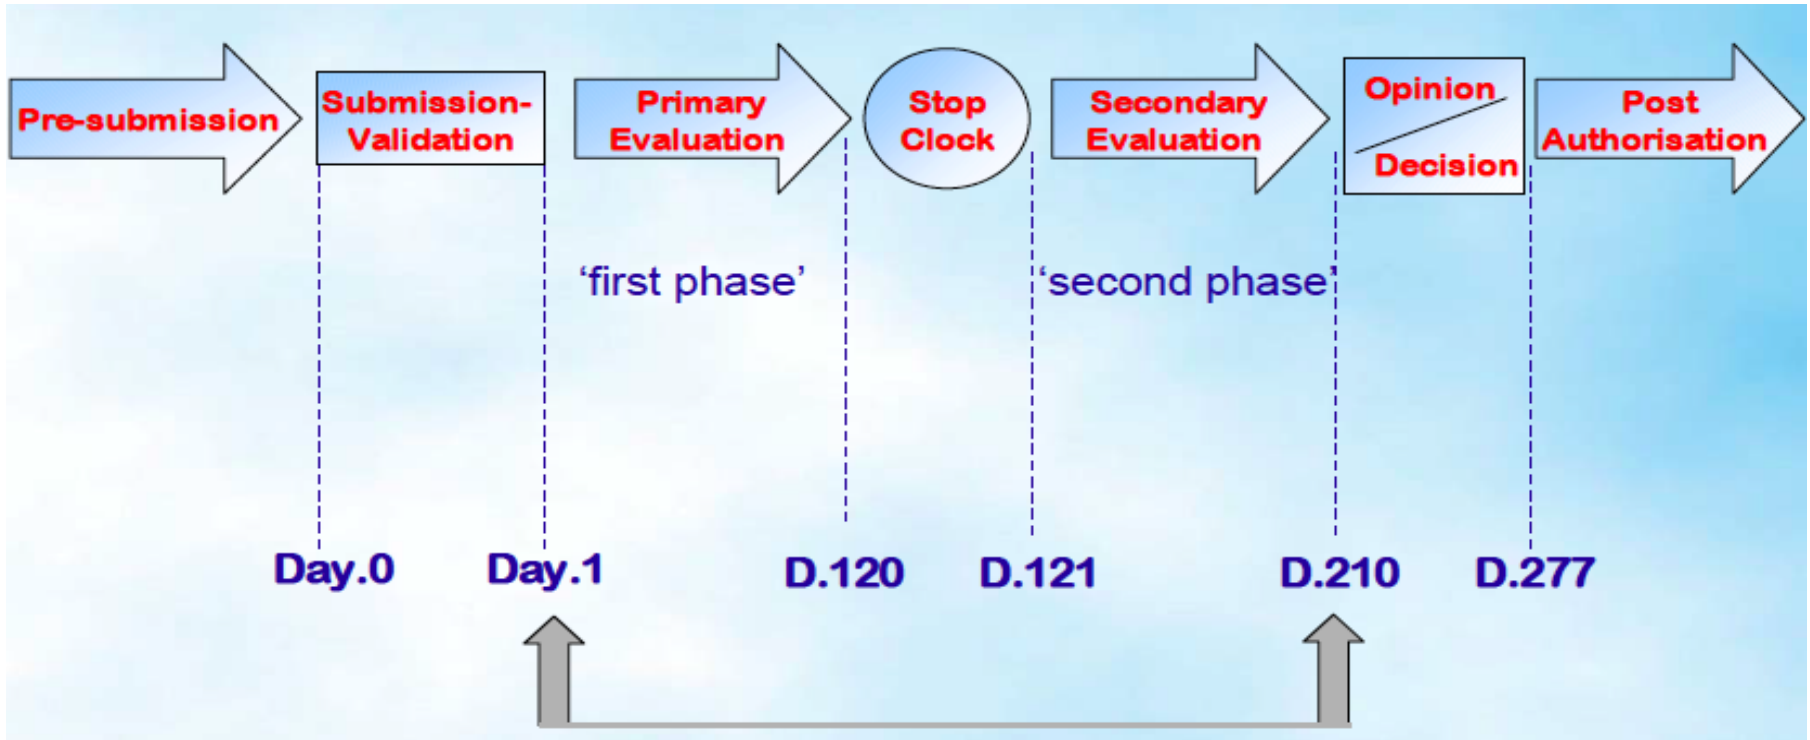 Pre-submission
Submission-
Validation
Primary
Evaluation
Stop
Clock
Secondary
Evaluation
Opinion
Decision
Post
Authorisation
‘first phase’
‘second phase’
Day.0
Day.1
D.120
D.121
D.210
D.277